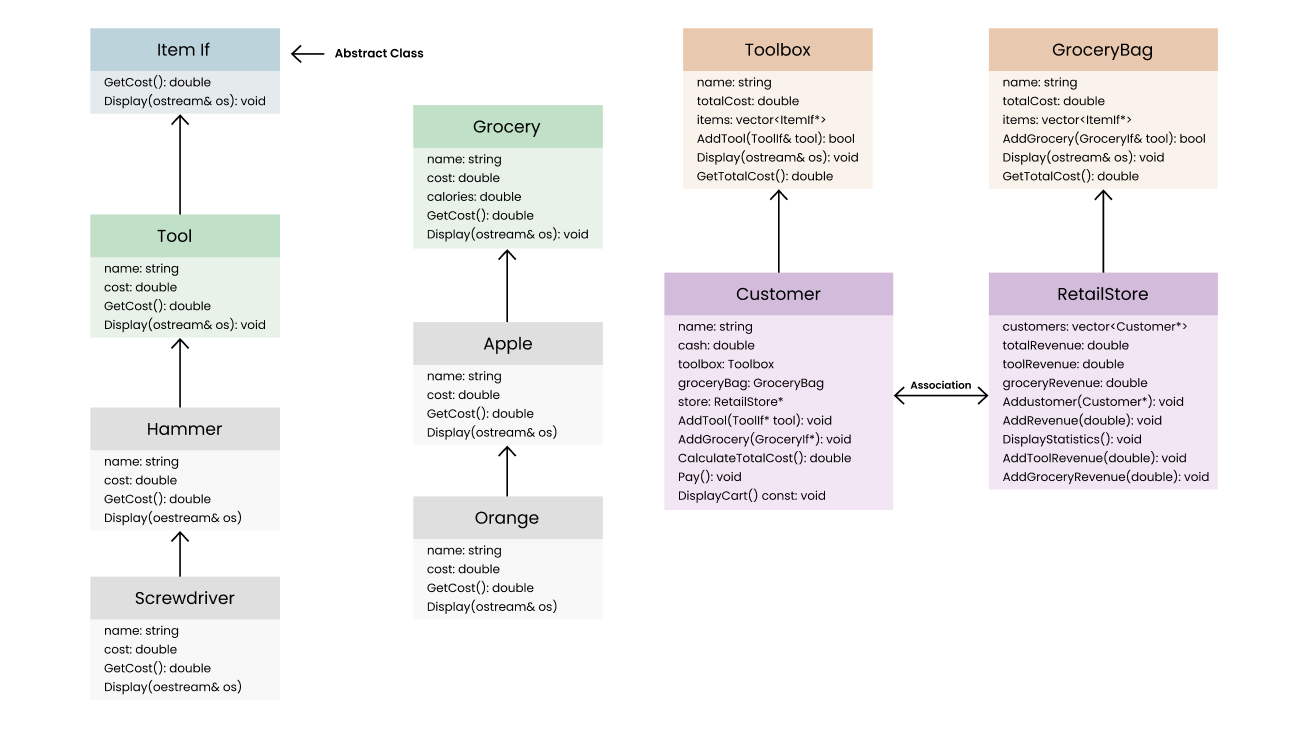 Item If
GetCost(): double
Display(ostream& os): void
Abstract Class
Tool
name: string
cost: double
GetCost(): double
Display(ostream& os): void
Hammer
name: string
cost: double
GetCost(): double
Display(oestream& os)
Screwdriver
name: string
cost: double
GetCost(): double
Display(oestream& os)
Grocery
name: string
cost: double
calories: double
GetCost(): double
Display(ostream& os): void
Apple
name: string
cost: double
GetCost(): double
Display(ostream& os)
Orange
name: string
cost: double
GetCost(): double
Display(ostream& os)
Toolbox
name: string
totalCost: double
items: vector<ItemIf*>
AddTool(ToolIf& tool): bool
Display(ostream& os): void
GetTotalCost(): double
Customer
name: string
cash: double
toolbox: Toolbox
groceryBag: GroceryBag
store: RetailStore*
AddTool(ToolIf* tool): void
AddGrocery(GroceryIf*): void
CalculateTotalCost(): double
Pay(): void
DisplayCart() const: void
Association
GroceryBag
name: string
totalCost: double
items: vector<ItemIf*>
AddGrocery(GroceryIf& tool): bool
Display(ostream& os): void
GetTotalCost(): double
RetailStore
customers: vector<Customer*>
totalRevenue: double
toolRevenue: double
groceryRevenue: double
Addustomer(Customer*): void
AddRevenue(double): void
DisplayStatistics(): void
AddToolRevenue(double): void
AddGroceryRevenue(double): void